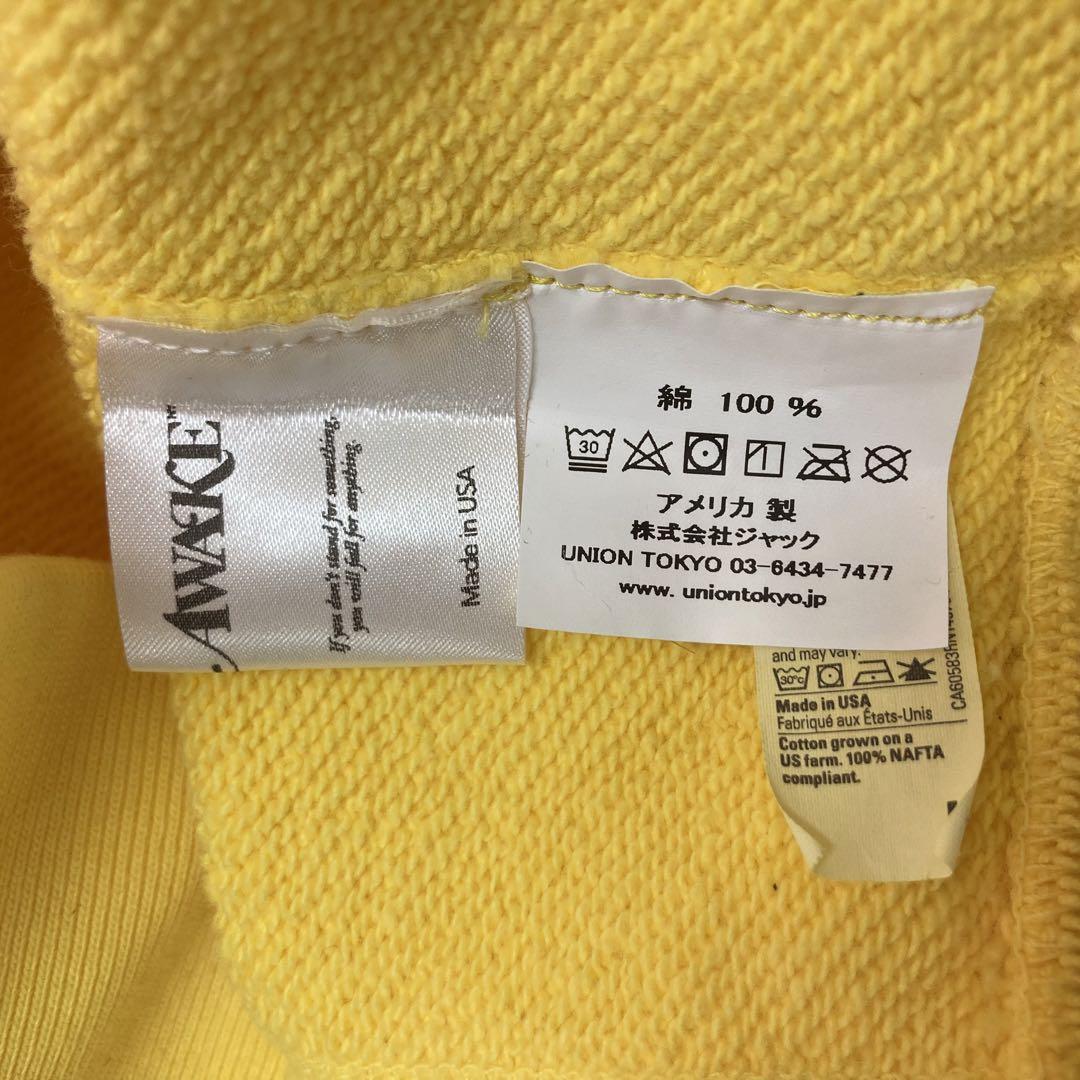 AWAKE NY
If you don't stand for something,
you will fall for anything.
Made in USA
綿 100 %
30
アメリカ 製
株式会社ジャック
UNION TOKYO 03-6434-7477
www. uniontokyo.jp
and may vary.
30°C
Made in USA
Fabriqué aux États-Unis
Cotton grown on a
US farm. 100% NAFTA
compliant.